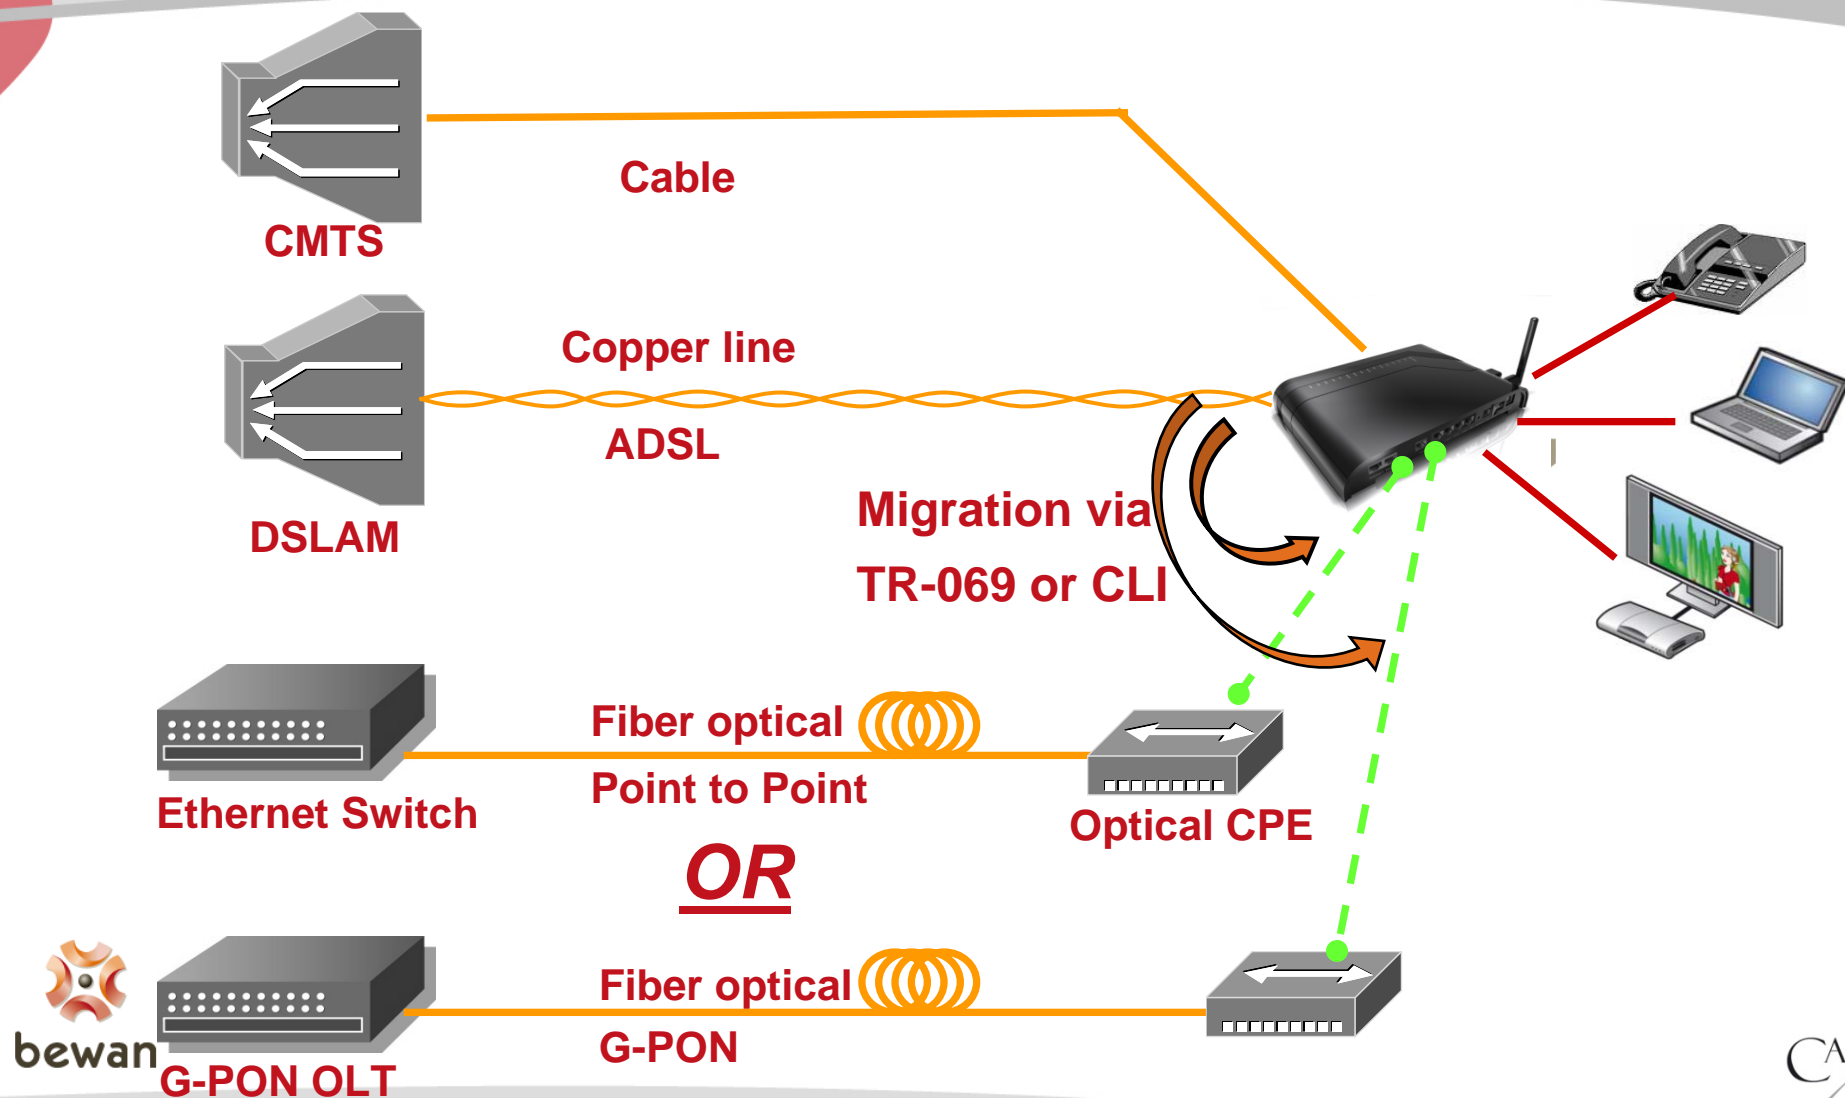 Cable
CMTS
Copper line
ADSL
DSLAM
Migration via
TR-069 or CLI
Fiber optical
Point to Point
Ethernet Switch
Optical CPE
OR
Fiber optical
G-PON
bewan
G-PON OLT
CA